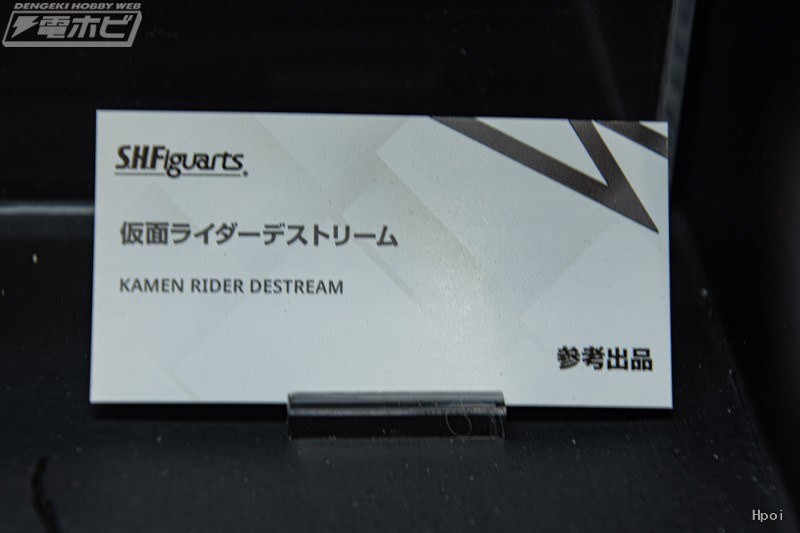 DENGEKI HOBBY WEB
電ホビ
S.H.Figuarts
仮面ライダーデストリーム
KAMEN RIDER DESTREAM
参考出品
Hpoi